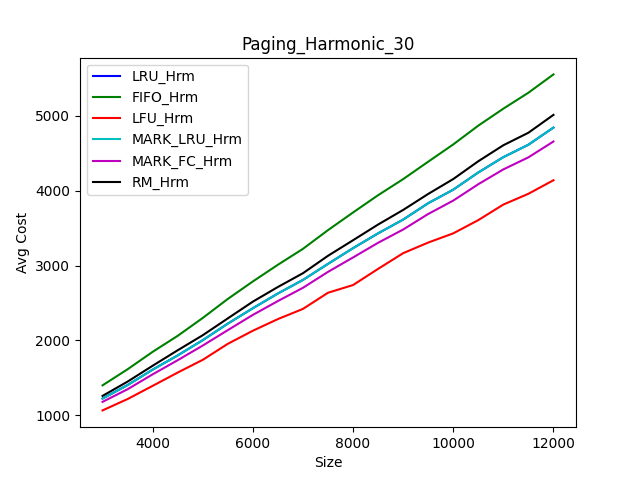 Paging_Harmonic_30
LRU_Hrm
FIFO_Hrm
LFU_Hrm
MARK_LRU_Hrm
MARK_FC_Hrm
RM_Hrm
5000
4000
3000
2000
1000
Avg Cost
4000 6000 8000 10000 12000
Size